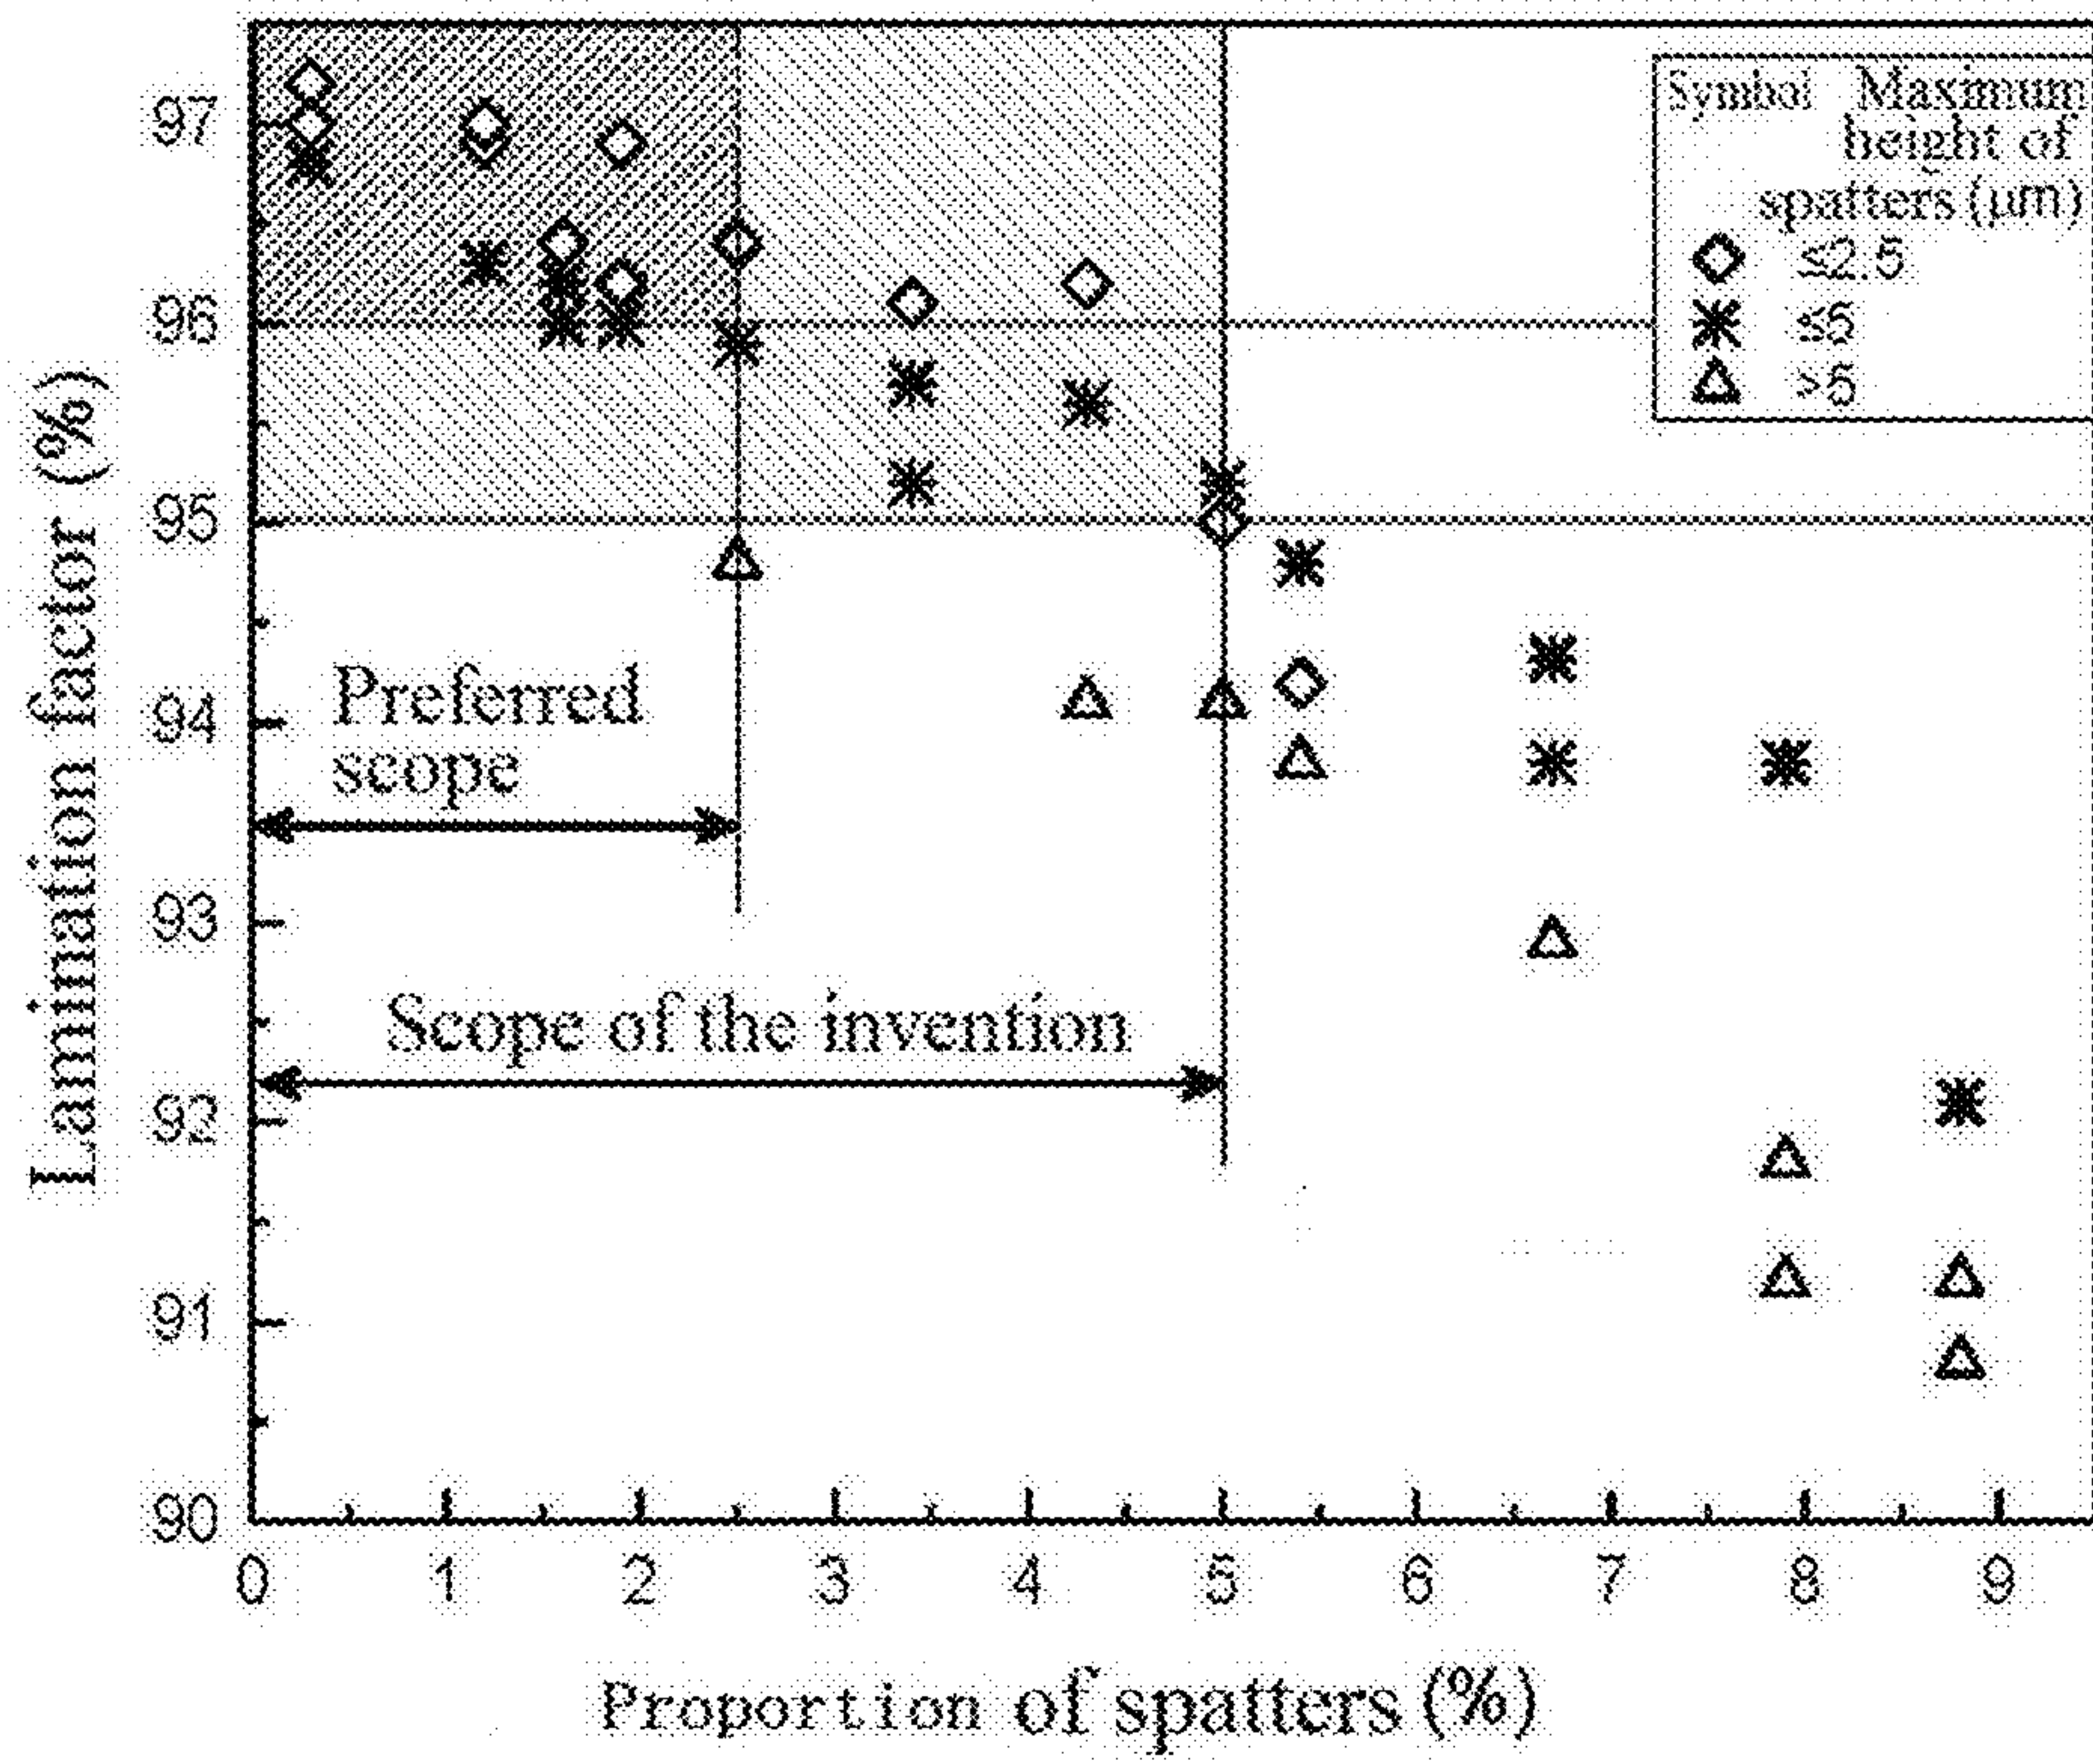 Symbol Maximum
height of
spatters (μm)
≤2.5
≤5
>5
97
96
95
94
93
92
91
90
Lamination factor (%)
Preferred
scope
Scope of the invention
0 1 2 3 4 5 6 7 8 9
Proportion of spatters (%)